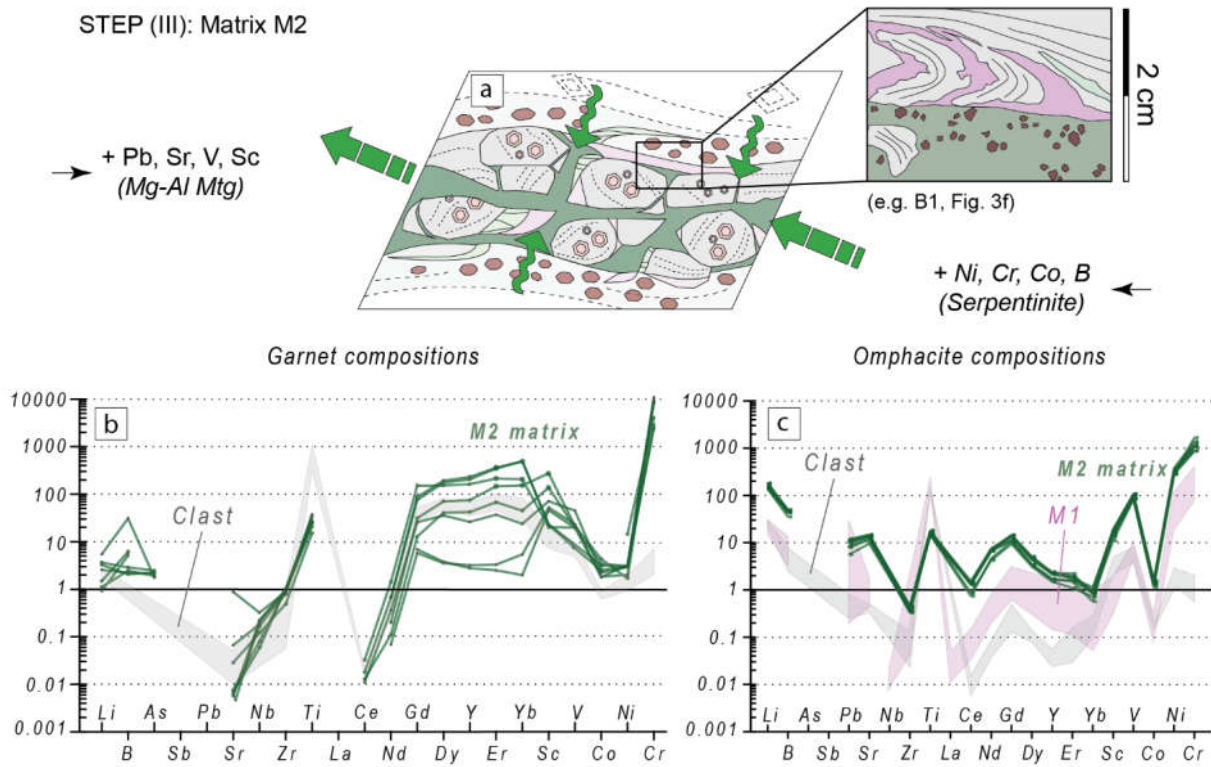 STEP (III): Matrix M2
a
+ Pb, Sr, V, Sc
(Mg-Al Mtg)
2 cm
(e.g. B1, Fig. 3f)
+ Ni, Cr, Co, B
(Serpentinite)
Garnet compositions
Omphacite compositions
10000
1000
100
10
1
0.1
0.01
0.001
b
M2 matrix
Clast
Li As Pb Nb Ti Ce Gd Y Yb V Ni
B Sb Sr Zr La Nd Dy Er Sc Co Cr
10000
1000
100
10
1
0.1
0.01
0.001
c
Clast
M2 matrix
M1
Li As Pb Nb Ti Ce Gd Y Yb V Ni
B Sb Sr Zr La Nd Dy Er Sc Co Cr